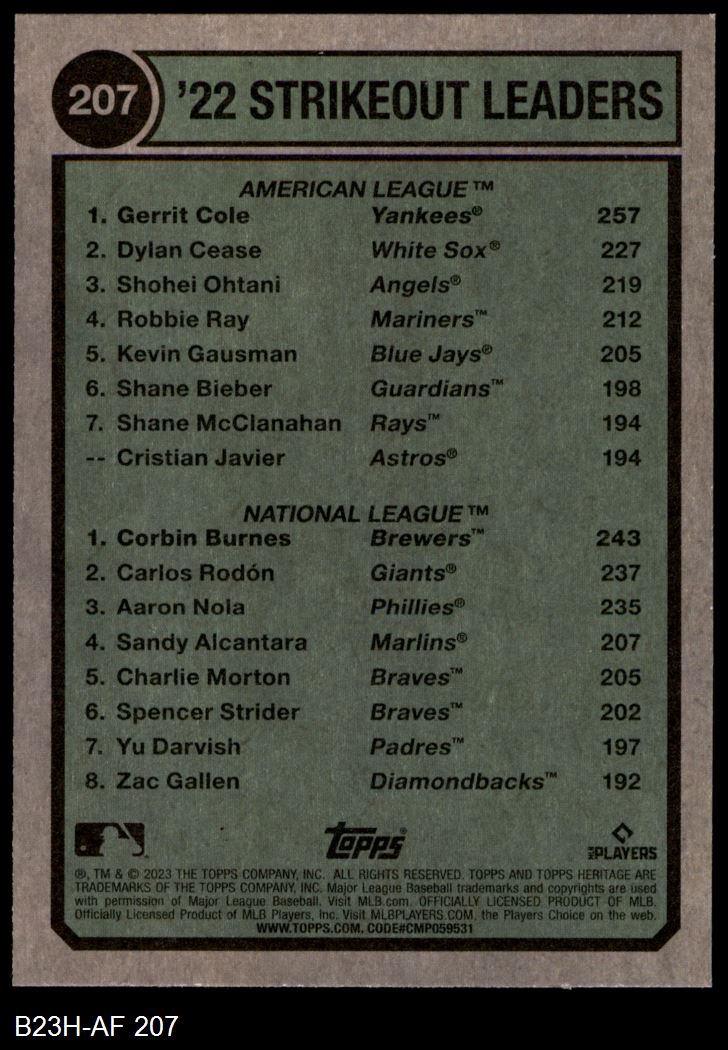 207
'22 STRIKEOUT LEADERS
AMERICAN LEAGUE™
1. Gerrit Cole Yankees® 257
2. Dylan Cease White Sox® 227
3. Shohei Ohtani Angels® 219
4. Robbie Ray Mariners™ 212
5. Kevin Gausman Blue Jays® 205
6. Shane Bieber Guardians™ 198
7. Shane McClanahan Rays™ 194
-- Cristian Javier Astros® 194
NATIONAL LEAGUE™
1. Corbin Burnes Brewers™ 243
2. Carlos Rodón Giants® 237
3. Aaron Nola Phillies® 235
4. Sandy Alcantara Marlins® 207
5. Charlie Morton Braves™ 205
6. Spencer Strider Braves™ 202
7. Yu Darvish Padres™ 197
8. Zac Gallen Diamondbacks™ 192
topps® PLAYERS
®, TM & © 2023 THE TOPPS COMPANY, INC. ALL RIGHTS RESERVED. TOPPS AND TOPPS HERITAGE ARE
TRADEMARKS OF THE TOPPS COMPANY, INC. Major League Baseball trademarks and copyrights are used
with permission of Major League Baseball. Visit MLB.com. OFFICIALLY LICENSED PRODUCT OF MLB.
Officially Licensed Product of MLB Players, Inc. Visit MLBPLAYERS.COM, the Players Choice on the web.
WWW.TOPPS.COM. CODE#CMP059531
B23H-AF 207